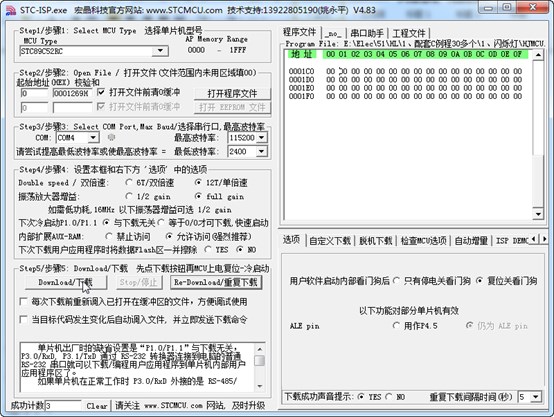 STC-ISP.exe 宏晶科技官方网站: www.STCMCU.com 技术支持:13922805190(姚永平) V4.83
Step1/步骤1: Select MCU Type 选择单片机型号
MCU Type AP Memory Range
STC89C52RC 0000 - 1FFF
Step2/步骤2: Open File / 打开文件(文件范围内未用区域填00)
起始地址(HEX) 校验和
0 0001269H 打开文件前清0缓冲 打开程序文件
0 打开文件前清0缓冲 打开 EEPROM 文件
Step3/步骤3: Select COM Port,Max Baud/选择串行口,最高波特率
COM: COM4 最高波特率: 115200
请尝试提高最低波特率或使最高波特率 = 最低波特率: 2400
Step4/步骤4: 设置本框和右下方 '选项' 中的选项
Double speed / 双倍速: 6T/双倍速 12T/单倍速
振荡放大器增益: 1/2 gain full gain
如需低功耗,16MHz 以下振荡器增益可选 1/2 gain
下次冷启动P1.0/P1.1 与下载无关 等于0/0才可下载,快速启动
内部扩展AUX-RAM: 禁止访问 允许访问(强烈推荐)
下次下载用户应用程序时将数据Flash区一并擦除 YES NO
Step5/步骤5: Download/下载 先点下载按钮再MCU上电复位-冷启动
Download/下载 Stop/停止 Re-Download/重复下载
每次下载前重新调入已打开在缓冲区的文件，方便调试使用
当目标代码发生变化后自动调入文件，并立即发送下载命令
单片机出厂时的缺省设置是 "P1.0/P1.1" 与下载无关，
P3.0/RxD, P3.1/TxD 通过 RS-232 转换器连接到电脑的普通
RS-232 串口就可以下载/编程用户应用程序到单片机内部用户
应用程序区了。
如果单片机在正常工作时 P3.0/RxD 外接的是 RS-485/
成功计数 3 Clear 请关注 www.STCMCU.com 网站，及时升级
程序文件 _no_ 串口助手 工程文件
Program File: E:\Elec\51\KL\1、配套C例程30多个\1、闪烁灯\HJMCU.
地 址 00 01 02 03 04 05 06 07 08 09 0A 0B 0C 0D 0E 0F
0001C0 00 00 00 00 00 00 00 00 00 00 00 00 00 00 00 00
0001D0 00 00 00 00 00 00 00 00 00 00 00 00 00 00 00 00
0001E0 00 00 00 00 00 00 00 00 00 00 00 00 00 00 00 00
0001F0 00 00 00 00 00 00 00 00 00 00 00 00 00 00 00 00
选项 自定义下载 脱机下载 检查MCU选项 自动增量 ISP DEMO
用户软件启动内部看门狗后 只有停电关看门狗 复位关看门狗
以下功能对部分单片机有效
ALE pin 用作P4.5 仍为 ALE pin
下载成功声音提示: YES NO 重复下载间隔时间(秒) 5